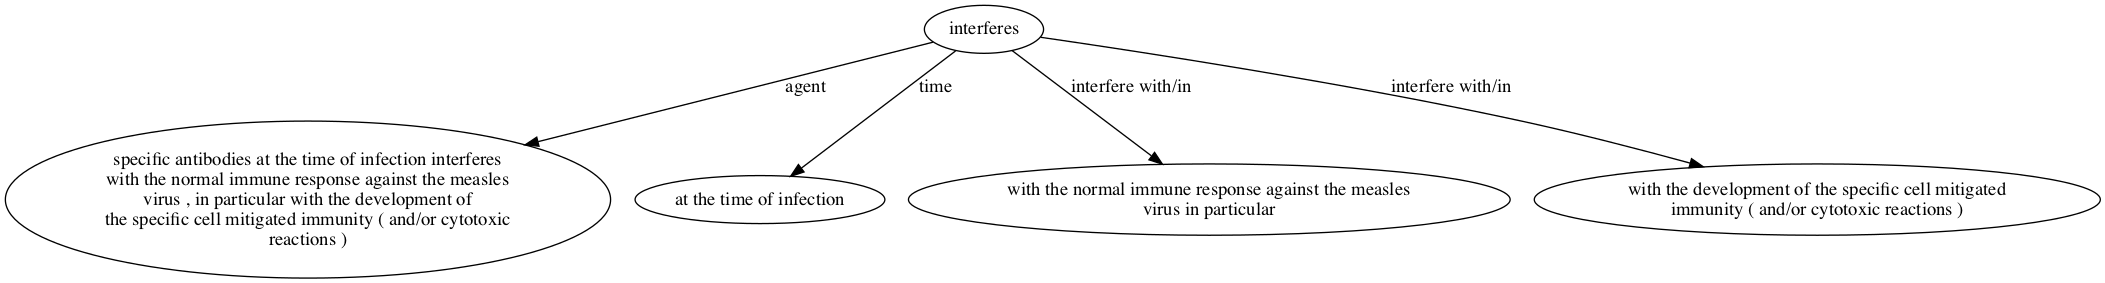 interferes
agent
time
interfere with/in
interfere with/in
specific antibodies at the time of infection interferes
with the normal immune response against the measles
virus , in particular with the development of
the specific cell mitigated immunity ( and/or cytotoxic
reactions )
at the time of infection
with the normal immune response against the measles
virus in particular
with the development of the specific cell mitigated
immunity ( and/or cytotoxic reactions )